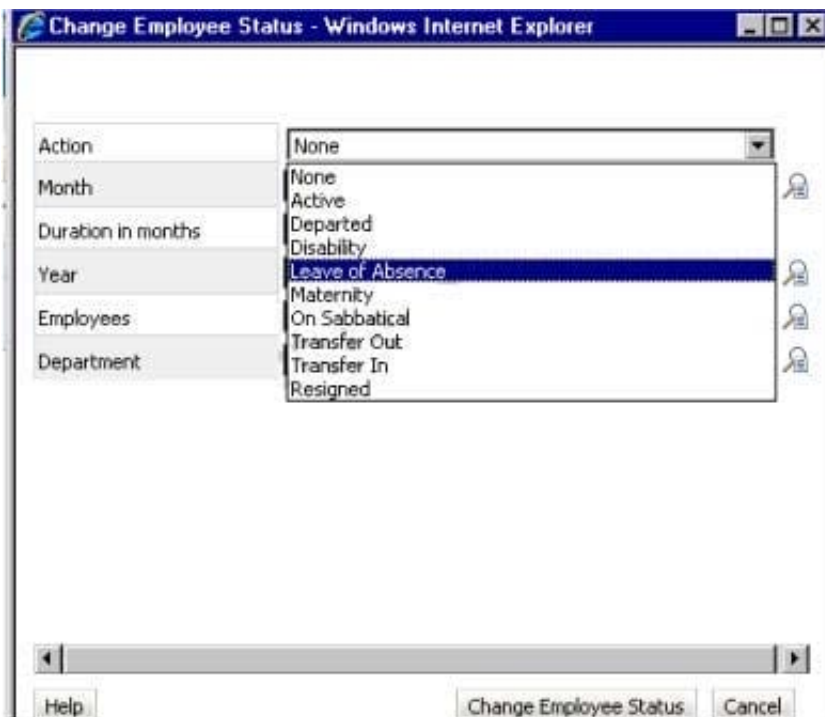 Change Employee Status - Windows Internet Explorer
Action
None
Month
None
Active
Duration in months
Departed
Disability
Year
Leave of Absence
Maternity
Employees
On Sabbatical
Transfer Out
Department
Transfer In
Resigned
Help
Change Employee Status
Cancel